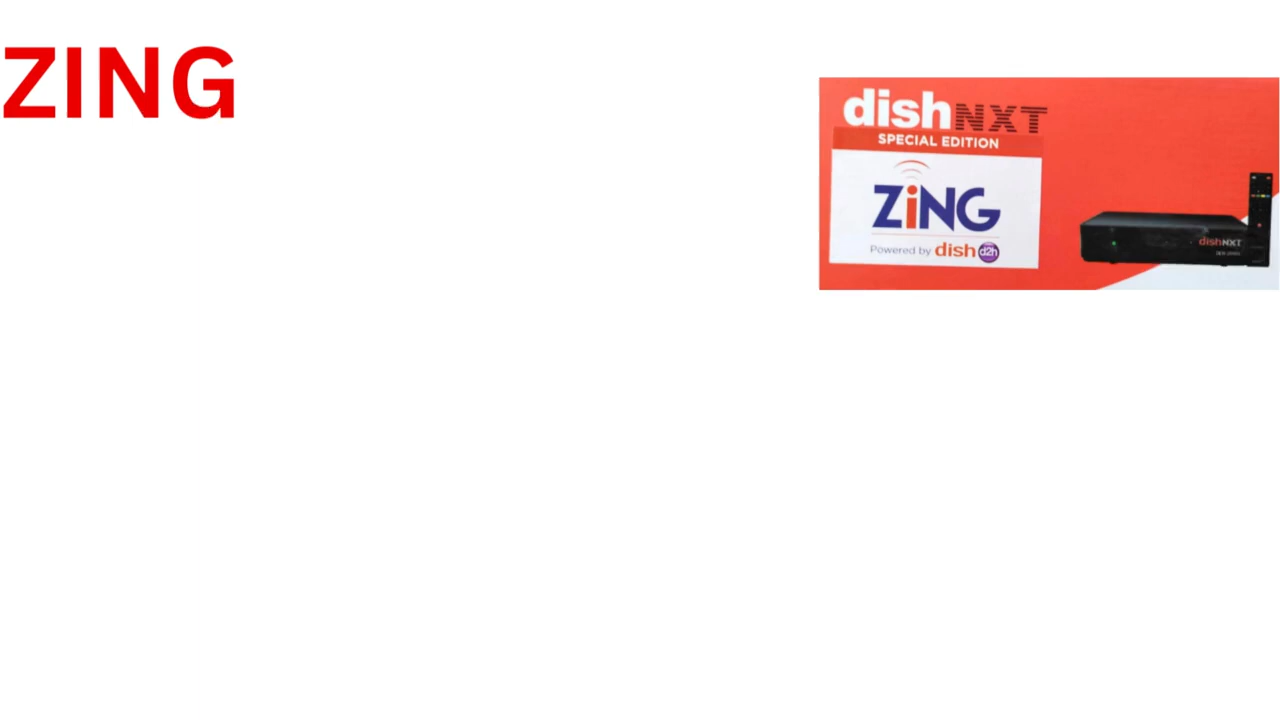 ZING
dishNXT
SPECIAL EDITION
ZiNG
Powered by dish d2h
dishNXT